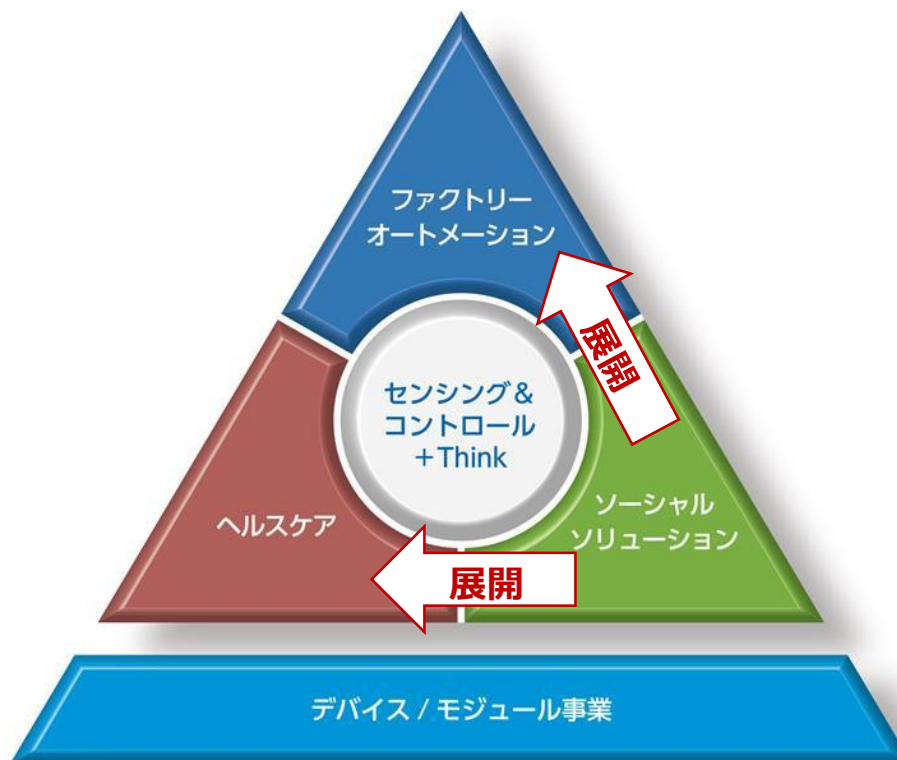 ファクトリー
オートメーション
展開
センシング＆
コントロール
＋Think
ヘルスケア
ソーシャル
ソリューション
展開
デバイス / モジュール事業